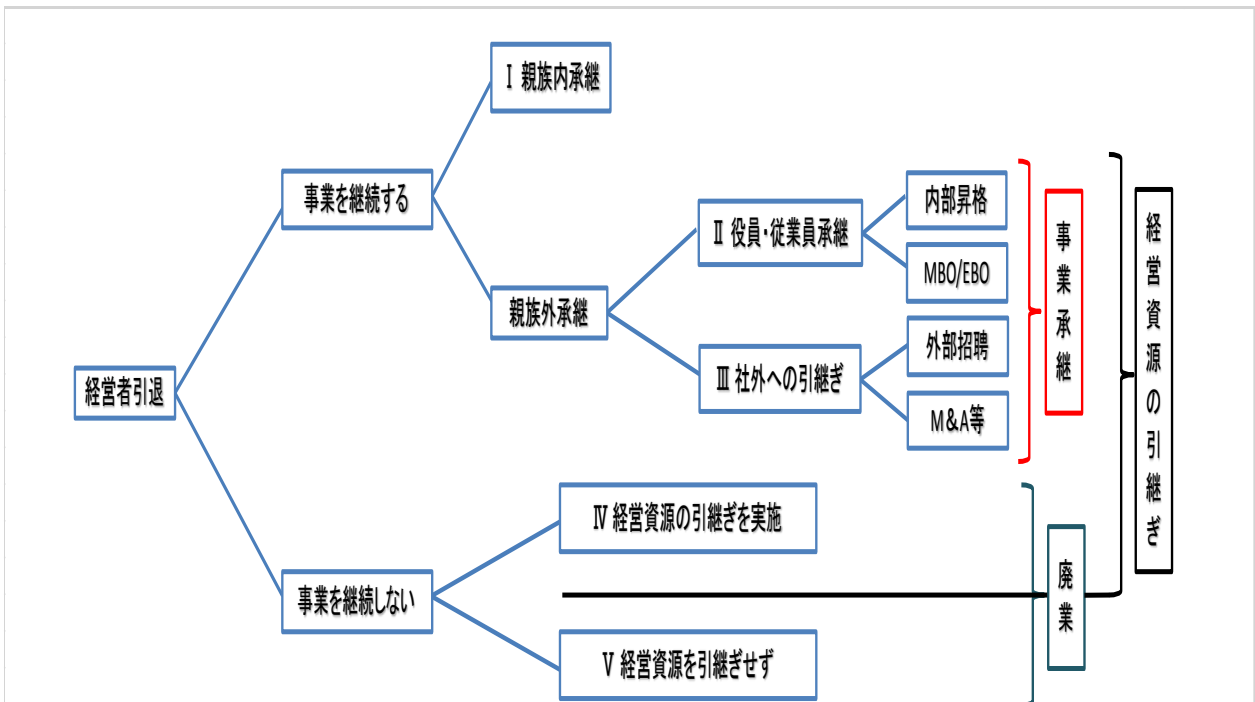 経営者引退
事業を継続する
Ⅰ 親族内承継
親族外承継
Ⅱ 役員・従業員承継
内部昇格
MBO/EBO
Ⅲ 社外への引継ぎ
外部招聘
M&A等
事業承継
経営資源の引継ぎ
事業を継続しない
Ⅳ 経営資源の引継ぎを実施
Ⅴ 経営資源を引継ぎせず
廃業